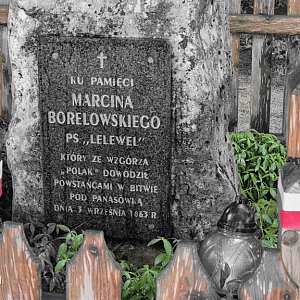 KU PAMIĘCI
MARCINA
BORELOWSKIEGO
PS „LELEWEL”
KTÓRY ZE WZGÓRZA
„POLAK” DOWODZIŁ
POWSTAŃCAMI W BITWIE
POD PANASÓWKĄ
DNIA 3 WRZEŚNIA 1863 R